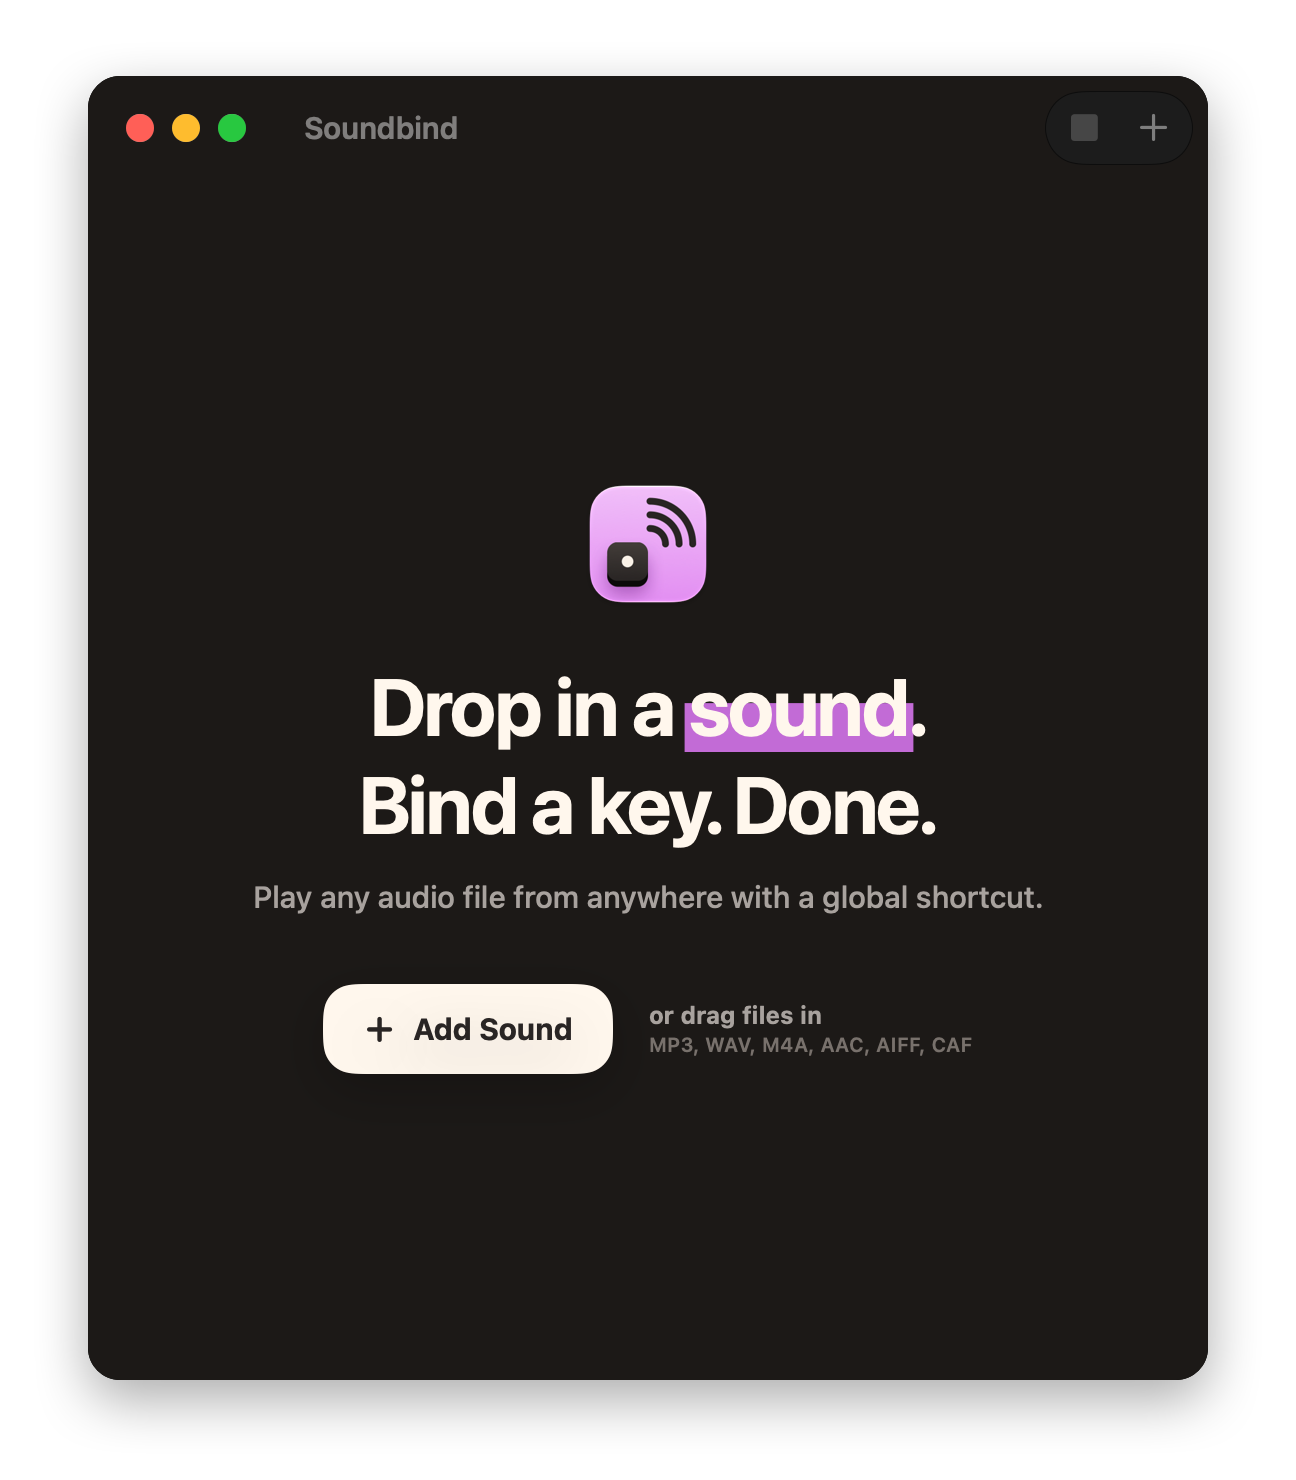 Soundbind
Drop in a sound.
Bind a key. Done.
Play any audio file from anywhere with a global shortcut.
+ Add Sound
or drag files in
MP3, WAV, M4A, AAC, AIFF, CAF